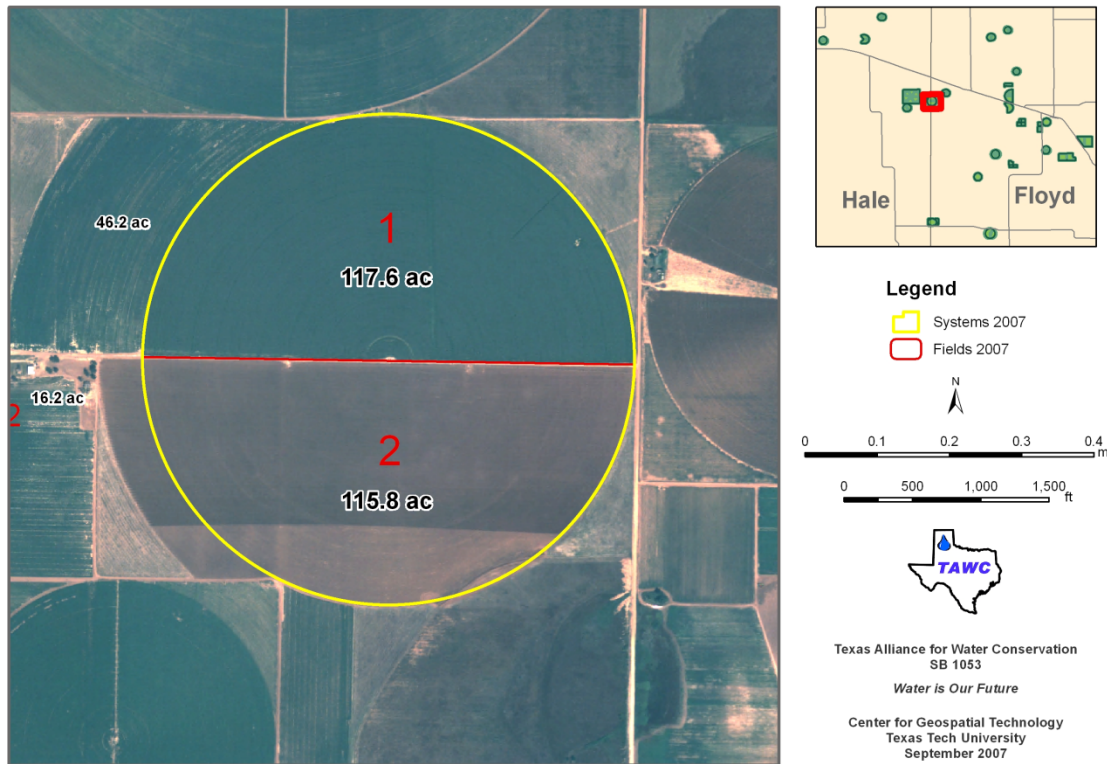 46.2 ac
1
117.6 ac
16.2 ac
2
2
115.8 ac
Hale
Floyd
Legend
Systems 2007
Fields 2007
N
0 0.1 0.2 0.3 0.4
m
0 500 1,000 1,500
ft
TAWC
Texas Alliance for Water Conservation
SB 1053
Water is Our Future
Center for Geospatial Technology
Texas Tech University
September 2007